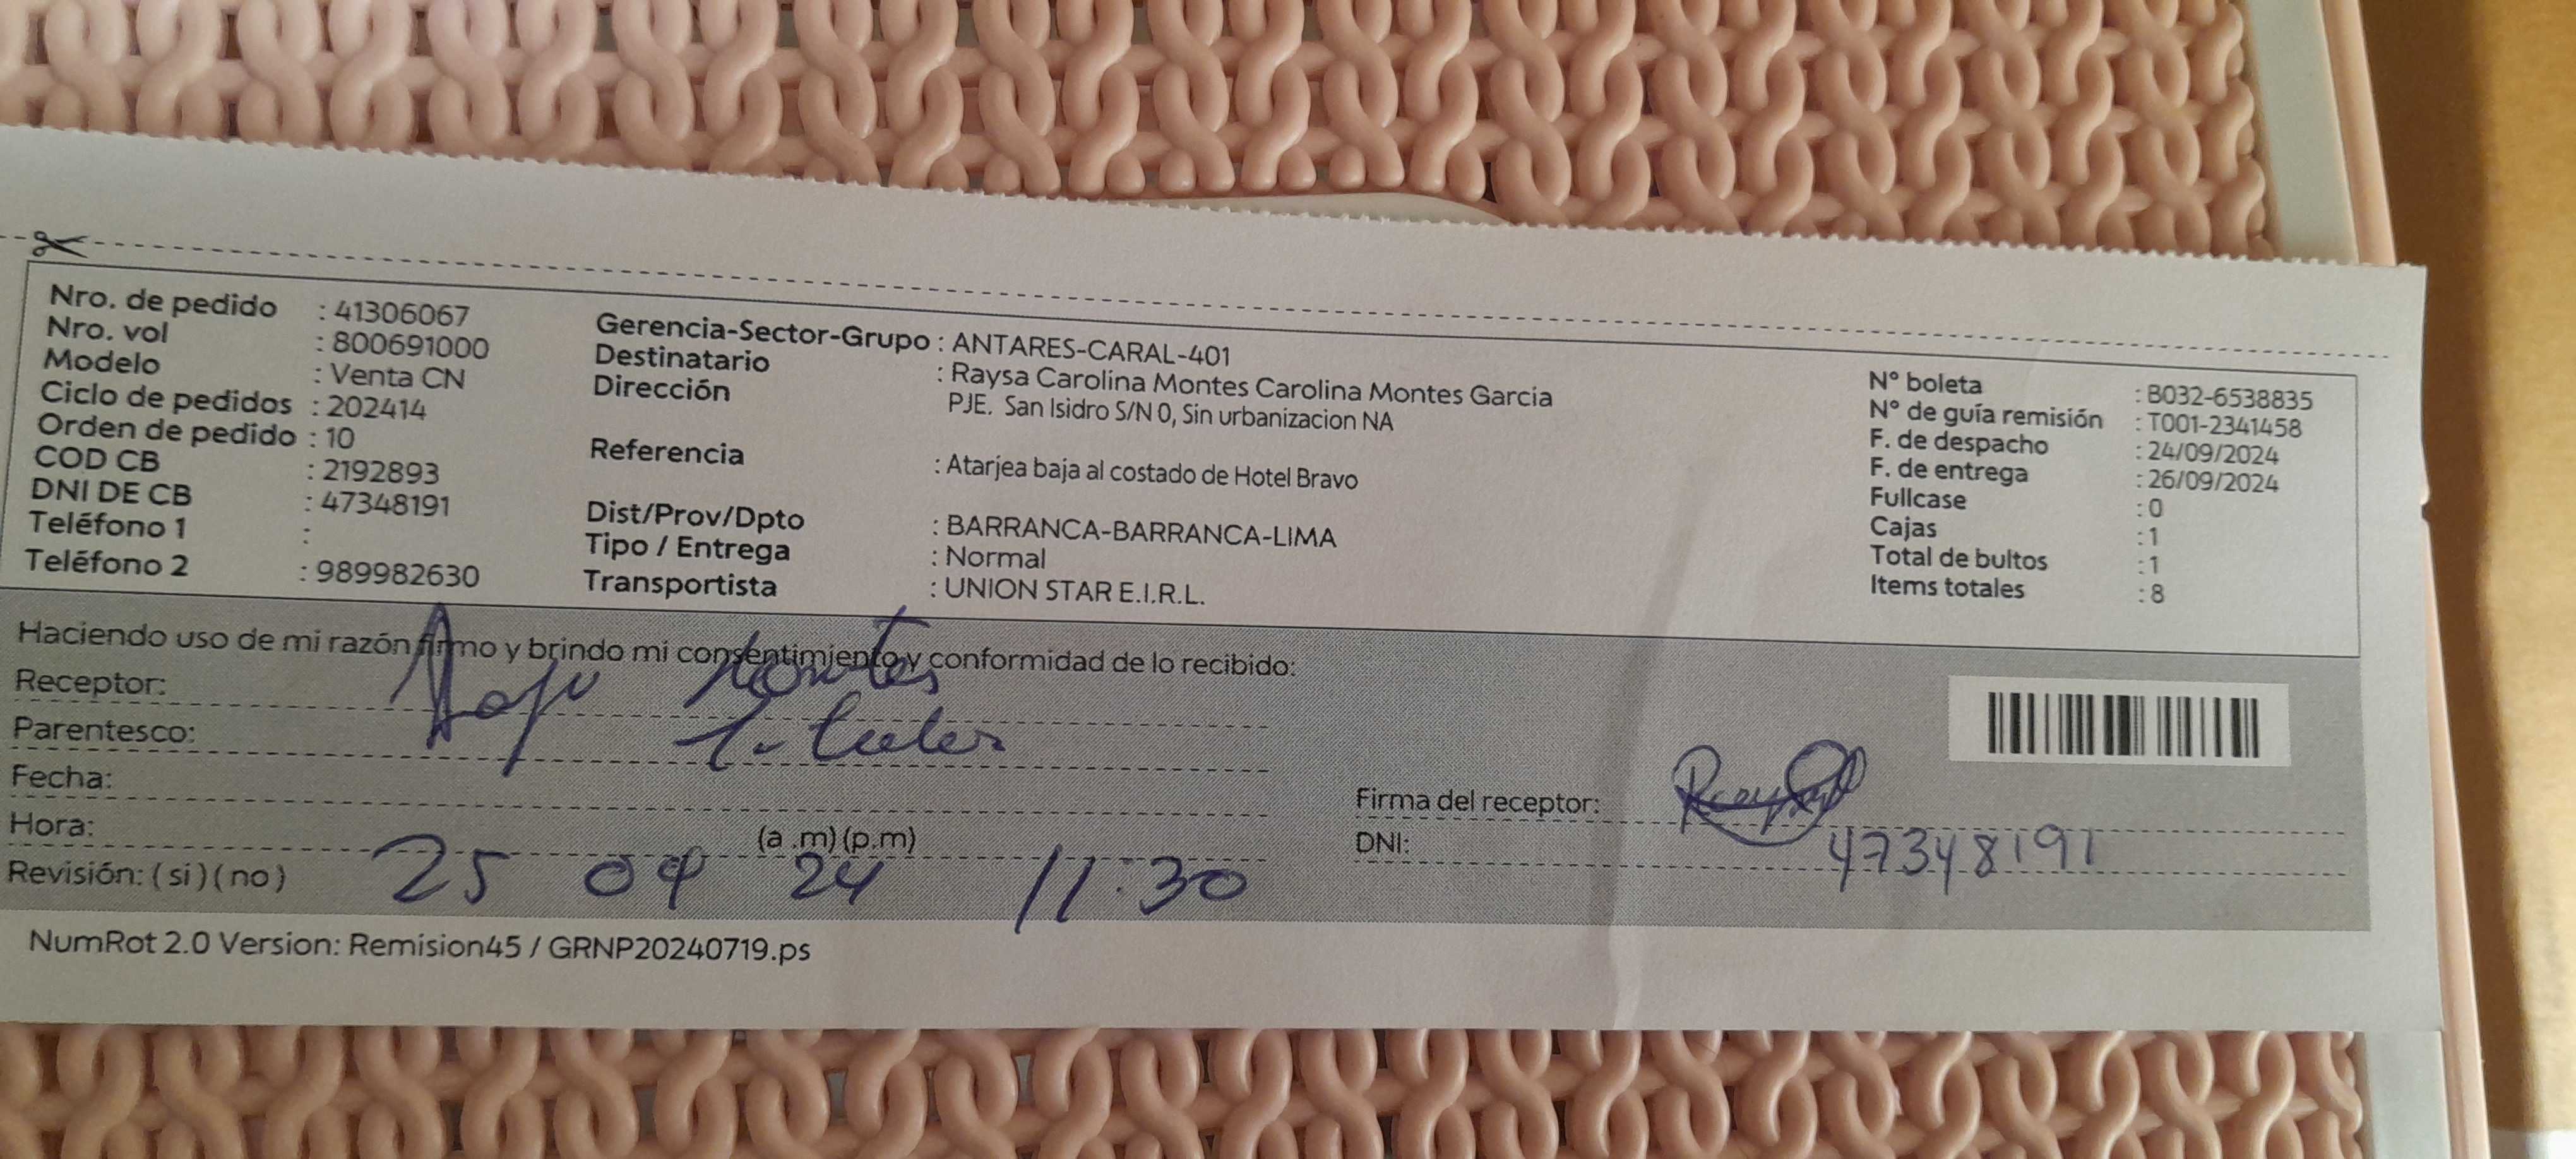 Nro. de pedido : 41306067
Nro. vol : 800691000
Modelo : Venta CN
Ciclo de pedidos : 202414
Orden de pedido : 10
COD CB : 2192893
DNI DE CB : 47348191
Teléfono 1 :
Teléfono 2 : 989982630
Gerencia-Sector-Grupo : ANTARES-CARAL-401
Destinatario : Raysa Carolina Montes Carolina Montes Garcia
Dirección PJE. San Isidro S/N 0, Sin urbanizacion NA
Referencia : Atarjea baja al costado de Hotel Bravo
Dist/Prov/Dpto : BARRANCA-BARRANCA-LIMA
Tipo / Entrega : Normal
Transportista : UNION STAR E.I.R.L.
N° boleta : B032-6538835
N° de guía remisión : T001-2341458
F. de despacho : 24/09/2024
F. de entrega : 26/09/2024
Fullcase : 0
Cajas : 1
Total de bultos : 1
Items totales : 8
Haciendo uso de mi razón firmo y brindo mi consentimiento y conformidad de lo recibido:
Receptor: Montes
Parentesco:
Fecha:
Hora: (a .m) (p.m)
Revisión: ( si ) ( no ) 25 09 24 11:30
Firma del receptor:
DNI: 47348191
NumRot 2.0 Version: Remision45 / GRNP20240719.ps